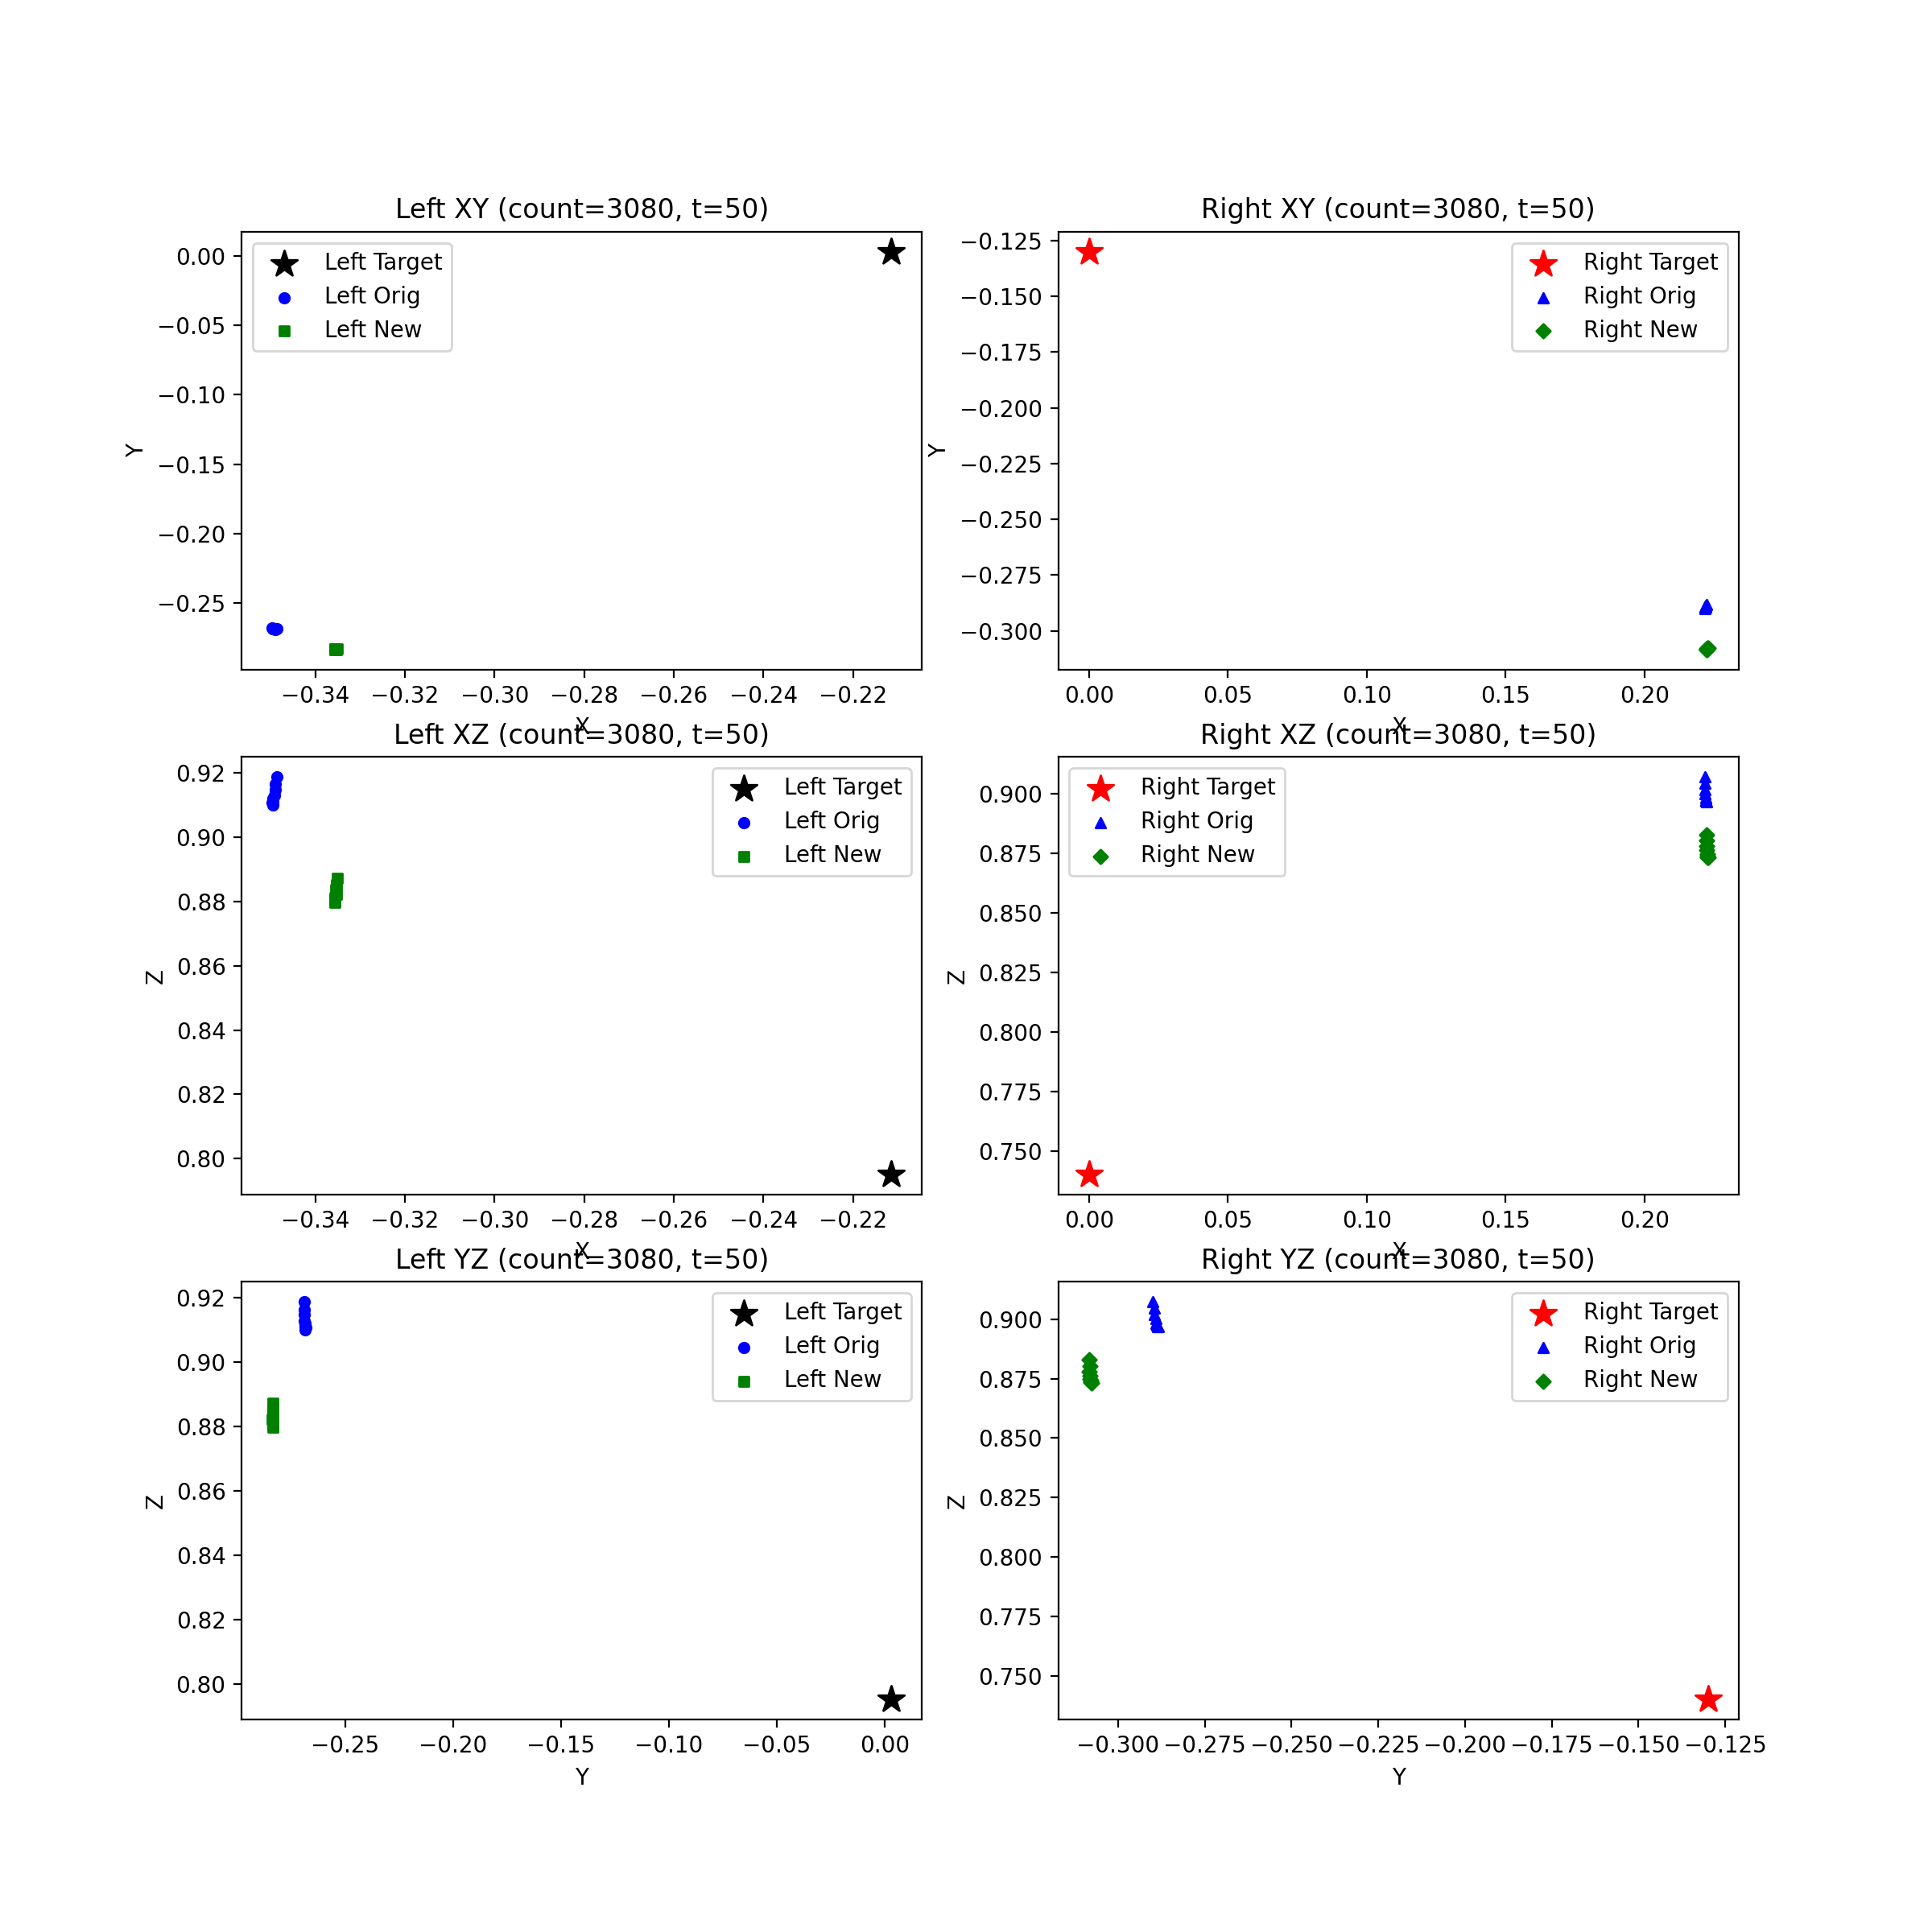 Left XY (count=3080, t=50)
0.00
−0.05
−0.10
−0.15
−0.20
−0.25
Y
Left Target
Left Orig
Left New
−0.34 −0.32 −0.30 −0.28 −0.26 −0.24 −0.22
X
Right XY (count=3080, t=50)
−0.125
−0.150
−0.175
−0.200
−0.225
−0.250
−0.275
−0.300
Y
Right Target
Right Orig
Right New
0.00 0.05 0.10 0.15 0.20
X
Left XZ (count=3080, t=50)
0.92
0.90
0.88
0.86
0.84
0.82
0.80
Z
Left Target
Left Orig
Left New
−0.34 −0.32 −0.30 −0.28 −0.26 −0.24 −0.22
X
Right XZ (count=3080, t=50)
0.900
0.875
0.850
0.825
0.800
0.775
0.750
Z
Right Target
Right Orig
Right New
0.00 0.05 0.10 0.15 0.20
X
Left YZ (count=3080, t=50)
0.92
0.90
0.88
0.86
0.84
0.82
0.80
Z
Left Target
Left Orig
Left New
−0.25 −0.20 −0.15 −0.10 −0.05 0.00
Y
Right YZ (count=3080, t=50)
0.900
0.875
0.850
0.825
0.800
0.775
0.750
Z
Right Target
Right Orig
Right New
−0.300 −0.275 −0.250 −0.225 −0.200 −0.175 −0.150 −0.125
Y